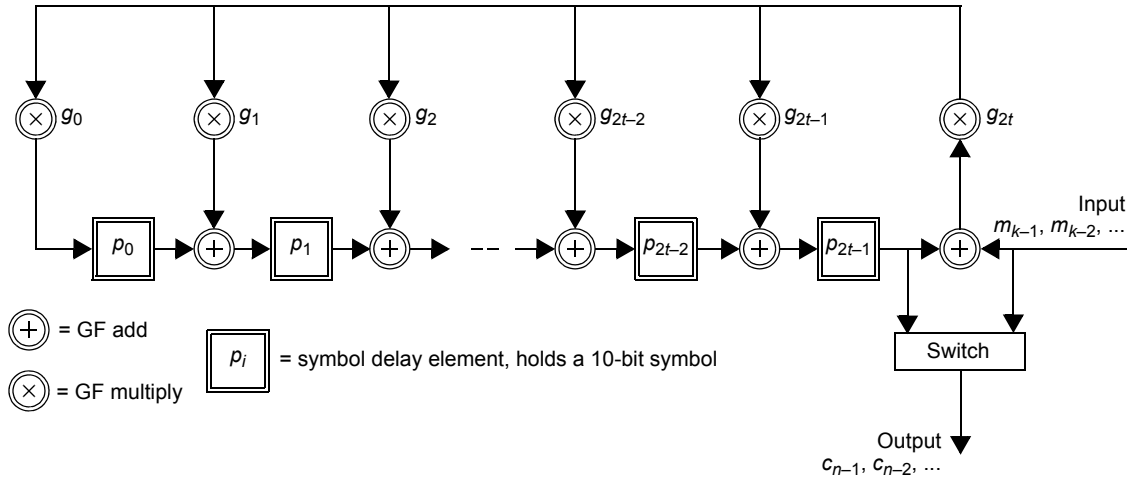 g0
g1
g2
g2t–2
g2t–1
g2t
Input
mk–1, mk–2, ...
p0
p1
p2t–2
p2t–1
+ = GF add
× = GF multiply
pi = symbol delay element, holds a 10-bit symbol
Switch
Output
cn–1, cn–2, ...